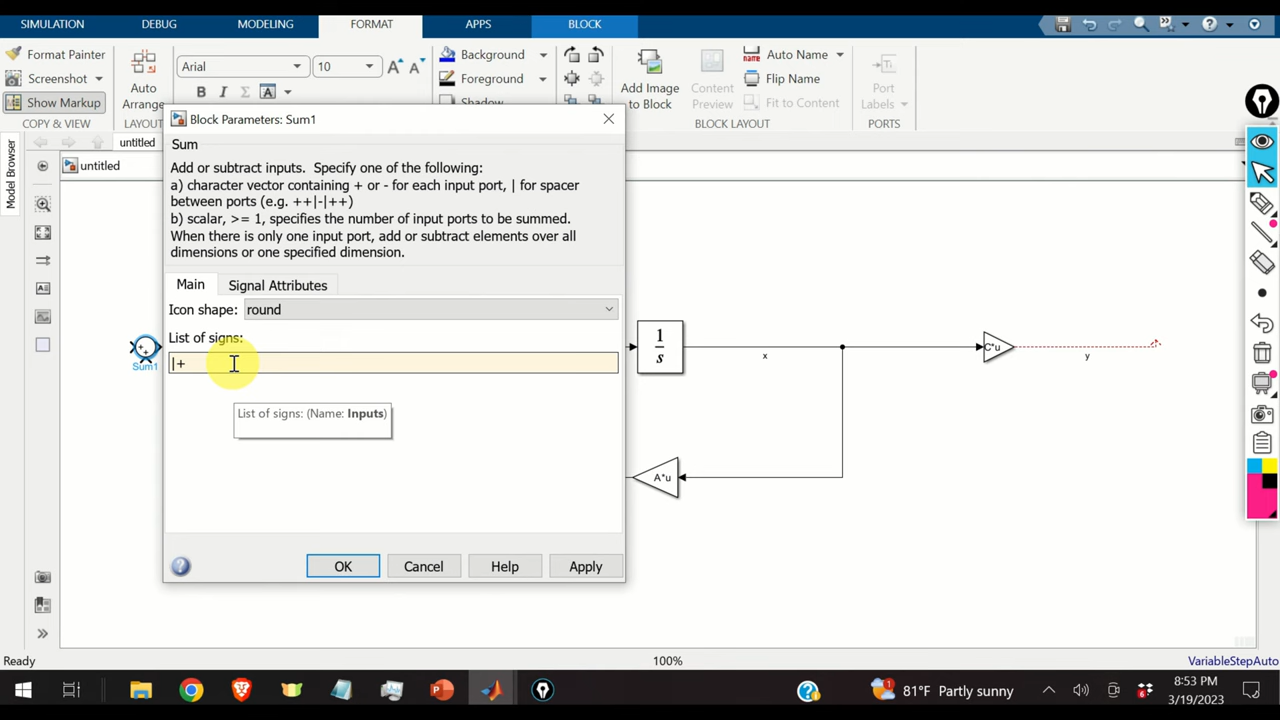 SIMULATION DEBUG MODELING FORMAT APPS BLOCK
Format Painter
Screenshot
Show Markup
COPY & VIEW
Auto
Arrange
Arial
10
B I Σ A
Background
Foreground
Add Image
to Block
Content
Preview
name Auto Name
name Flip Name
Fit to Content
BLOCK LAYOUT
Port
Labels
PORTS
Model Browser
untitled
untitled
Block Parameters: Sum1
Sum
Add or subtract inputs. Specify one of the following:
a) character vector containing + or - for each input port, | for spacer
between ports (e.g. ++|-|++)
b) scalar, >= 1, specifies the number of input ports to be summed.
When there is only one input port, add or subtract elements over all
dimensions or one specified dimension.
Main Signal Attributes
Icon shape: round
List of signs:
|+
List of signs: (Name: Inputs)
OK Cancel Help Apply
Sum1
1
s
x
C*u
y
A*u
Ready 100% VariableStepAuto
81°F Partly sunny
6
8:53 PM
3/19/2023